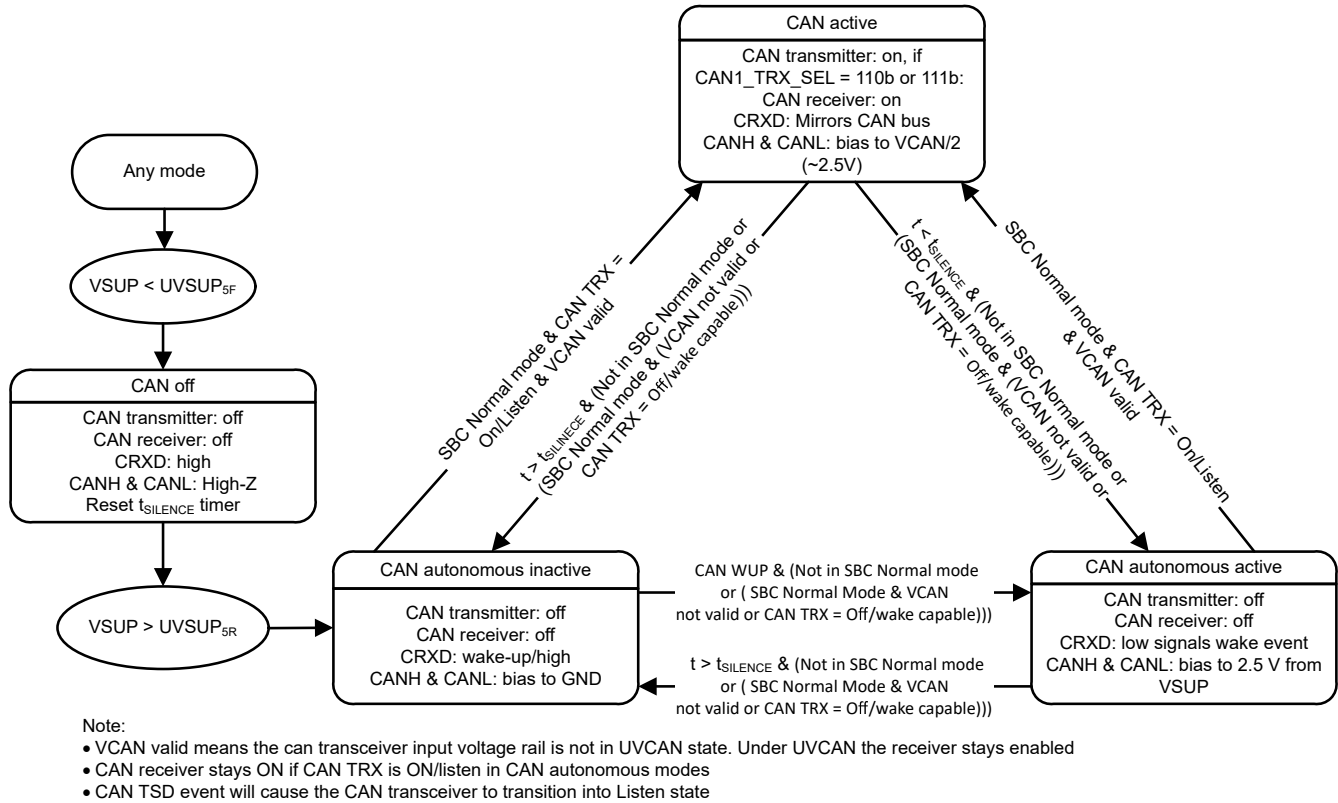 CAN active
CAN transmitter: on, if
CAN1_TRX_SEL = 110b or 111b:
CAN receiver: on
CRXD: Mirrors CAN bus
CANH & CANL: bias to VCAN/2
(~2.5V)
Any mode
VSUP < UVSUP5F
CAN off
CAN transmitter: off
CAN receiver: off
CRXD: high
CANH & CANL: High-Z
Reset tSILENCE timer
VSUP > UVSUP5R
SBC Normal mode & CAN TRX =
On/Listen & VCAN valid
t > tSILINECE & (Not in SBC Normal mode or
(SBC Normal mode & (VCAN not valid or
CAN TRX = Off/wake capable)))
t < tSILENCE & (Not in SBC Normal mode or
(SBC Normal mode & (VCAN not valid or
CAN TRX = Off/wake capable)))
SBC Normal mode & CAN TRX = On/Listen
& VCAN valid
CAN autonomous inactive
CAN transmitter: off
CAN receiver: off
CRXD: wake-up/high
CANH & CANL: bias to GND
CAN WUP & (Not in SBC Normal mode
or ( SBC Normal Mode & VCAN
not valid or CAN TRX = Off/wake capable)))
t > tSILENCE & (Not in SBC Normal mode
or ( SBC Normal Mode & VCAN
not valid or CAN TRX = Off/wake capable)))
CAN autonomous active
CAN transmitter: off
CAN receiver: off
CRXD: low signals wake event
CANH & CANL: bias to 2.5 V from
VSUP
Note:
• VCAN valid means the can transceiver input voltage rail is not in UVCAN state. Under UVCAN the receiver stays enabled
• CAN receiver stays ON if CAN TRX is ON/listen in CAN autonomous modes
• CAN TSD event will cause the CAN transceiver to transition into Listen state